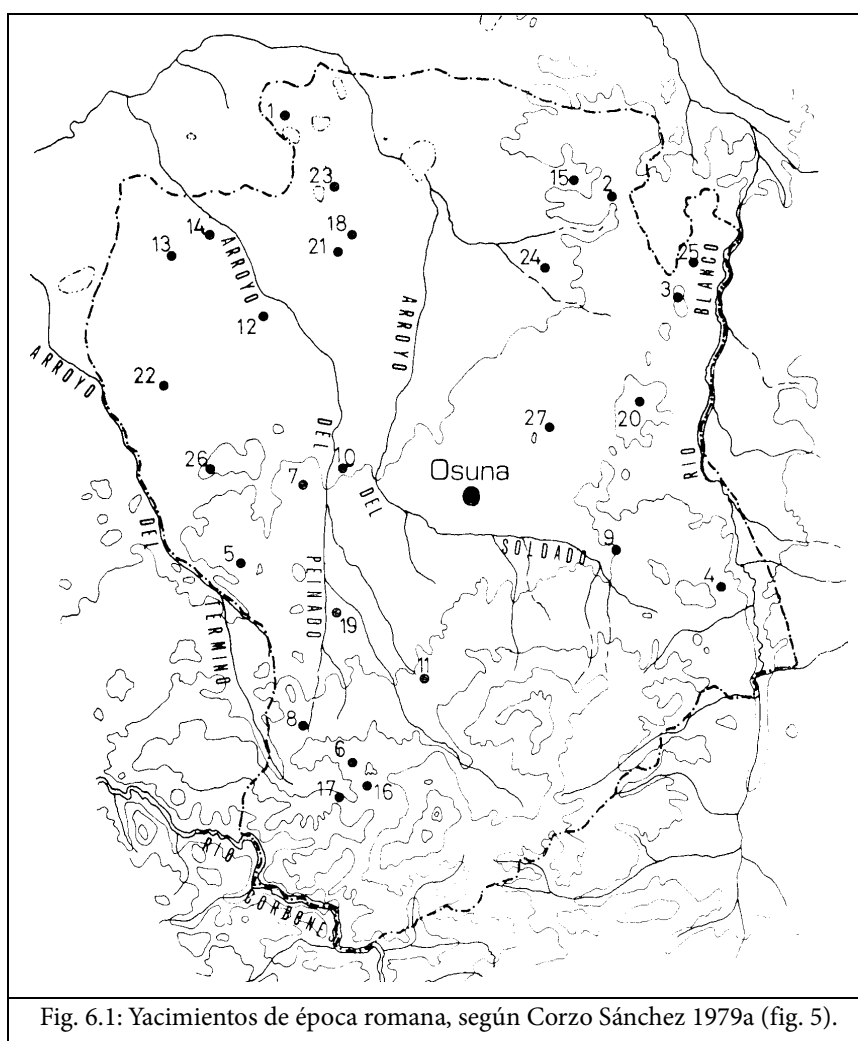 1
23
15
2
14
18
13
21
24
25
3
12
ARROYO
ARROYO
BLANCO
ARROYO
22
20
27
DEL
26
10
7
Osuna
DEL
RIO
DEL
5
SOLDADO
9
4
PEINADO
19
TERMINO
11
8
6
17
16
RIO
CORBONES
Fig. 6.1: Yacimientos de época romana, según Corzo Sánchez 1979a (fig. 5).